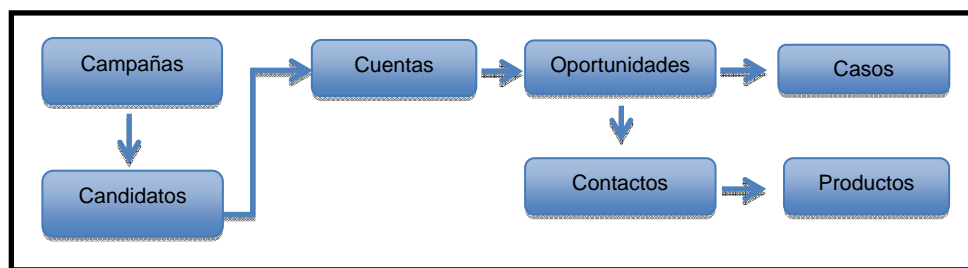 Campañas
Cuentas
Oportunidades
Casos
Candidatos
Contactos
Productos